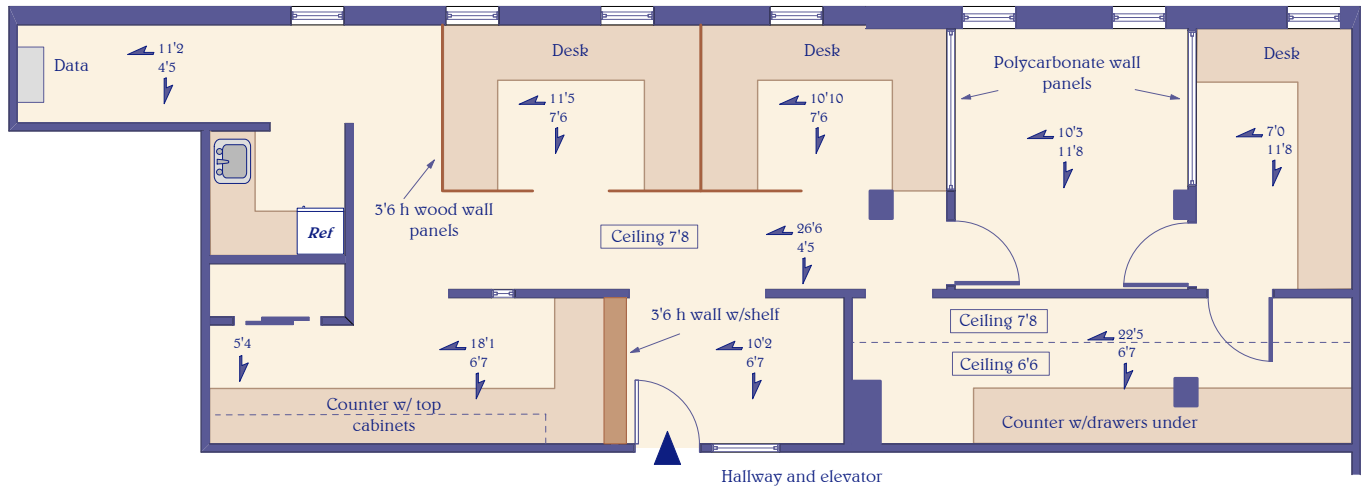 Data
11'2
4'5
Desk
11'5
7'6
Desk
10'10
7'6
Polycarbonate wall
panels
10'3
11'8
Desk
7'0
11'8
Ref
3'6 h wood wall
panels
Ceiling 7'8
26'6
4'5
5'4
18'1
6'7
Counter w/ top
cabinets
3'6 h wall w/shelf
10'2
6'7
Ceiling 7'8
Ceiling 6'6
22'5
6'7
Counter w/drawers under
Hallway and elevator